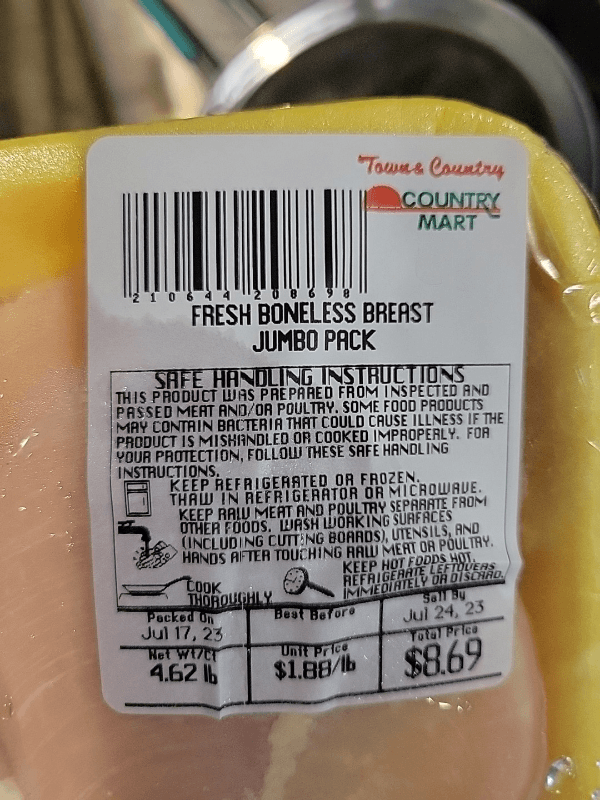 Town & Country
COUNTRY
MART
210644208698
FRESH BONELESS BREAST
JUMBO PACK
SAFE HANDLING INSTRUCTIONS
THIS PRODUCT WAS PREPARED FROM INSPECTED AND
PASSED MEAT AND/OR POULTRY. SOME FOOD PRODUCTS
MAY CONTAIN BACTERIA THAT COULD CAUSE ILLNESS IF THE
PRODUCT IS MISHANDLED OR COOKED IMPROPERLY. FOR
YOUR PROTECTION, FOLLOW THESE SAFE HANDLING
INSTRUCTIONS.
KEEP REFRIGERATED OR FROZEN.
THAW IN REFRIGERATOR OR MICROWAVE.
KEEP RAW MEAT AND POULTRY SEPARATE FROM
OTHER FOODS. WASH WORKING SURFACES
(INCLUDING CUTTING BOARDS), UTENSILS, AND
HANDS AFTER TOUCHING RAW MEAT OR POULTRY.
COOK
THOROUGHLY
KEEP HOT FOODS HOT.
REFRIGERATE LEFTOVERS
IMMEDIATELY OR DISCARD.
Packed On
Jul 17, 23
Best Before
Sell By
Jul 24, 23
Net Wt/Ct
4.62 lb
Unit Price
$1.88/lb
Total Price
$8.69